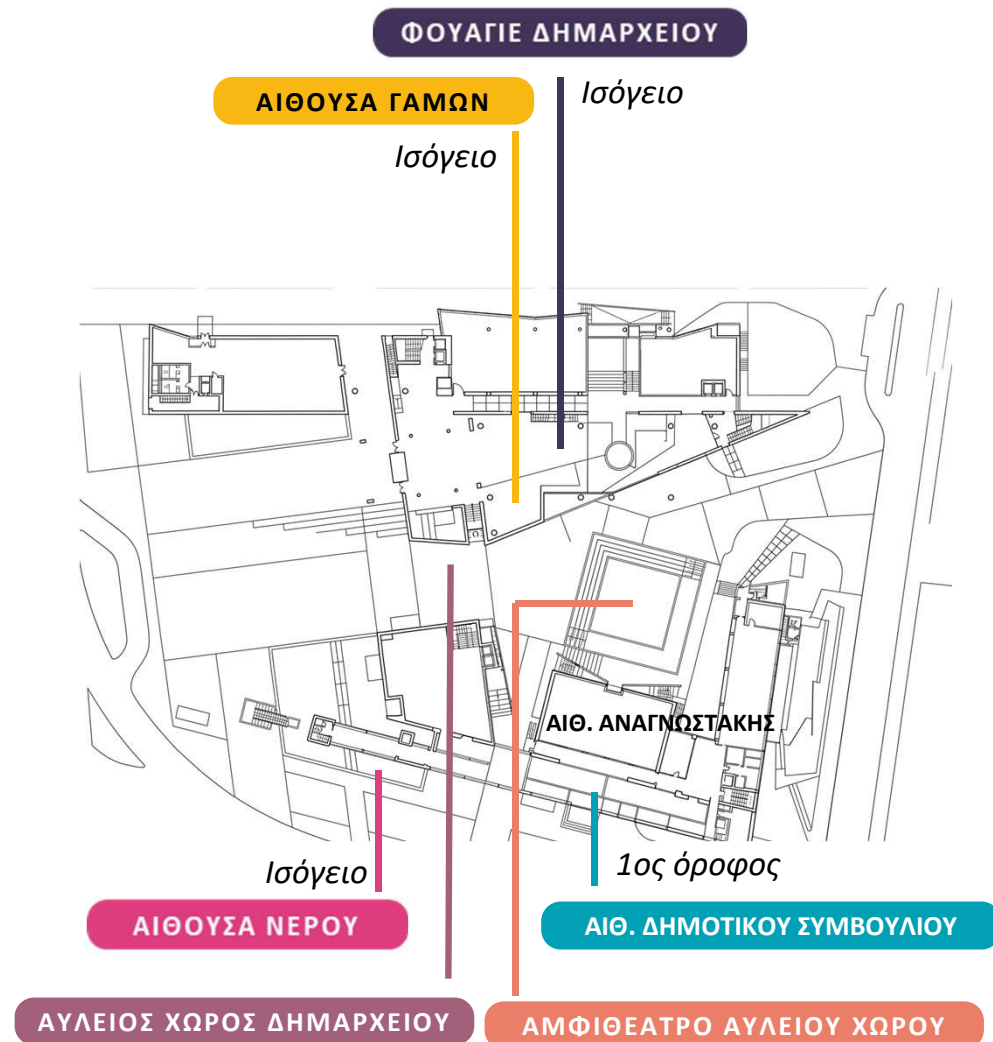 ΦΟΥΑΓΙΕ ΔΗΜΑΡΧΕΙΟΥ
Ισόγειο
ΑΙΘΟΥΣΑ ΓΑΜΩΝ
Ισόγειο
ΑΙΘ. ΑΝΑΓΝΩΣΤΑΚΗΣ
Ισόγειο
1ος όροφος
ΑΙΘΟΥΣΑ ΝΕΡΟΥ
ΑΙΘ. ΔΗΜΟΤΙΚΟΥ ΣΥΜΒΟΥΛΙΟΥ
ΑΥΛΕΙΟΣ ΧΩΡΟΣ ΔΗΜΑΡΧΕΙΟΥ
ΑΜΦΙΘΕΑΤΡΟ ΑΥΛΕΙΟΥ ΧΩΡΟΥ